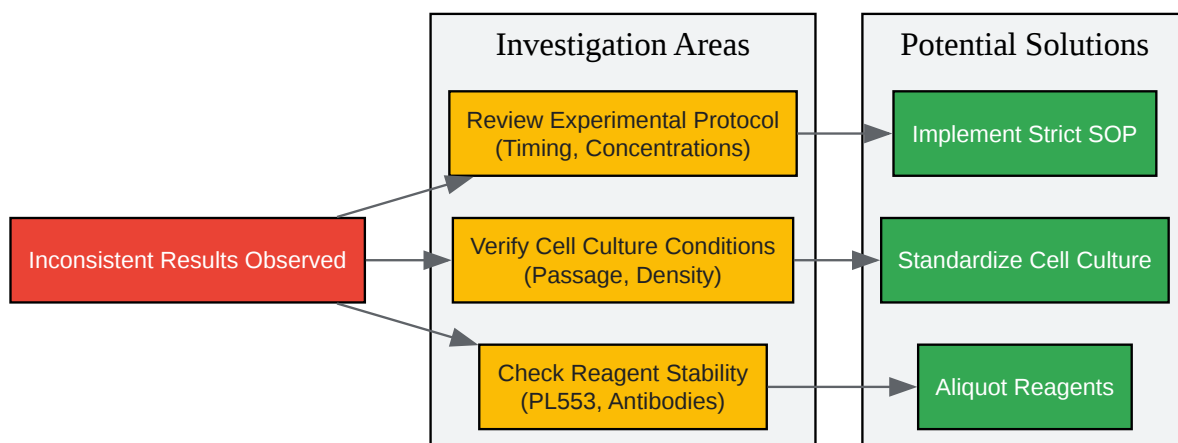 Investigation Areas
Potential Solutions
Review Experimental Protocol
(Timing, Concentrations)
Implement Strict SOP
Inconsistent Results Observed
Verify Cell Culture Conditions
(Passage, Density)
Standardize Cell Culture
Check Reagent Stability
(PL553, Antibodies)
Aliquot Reagents